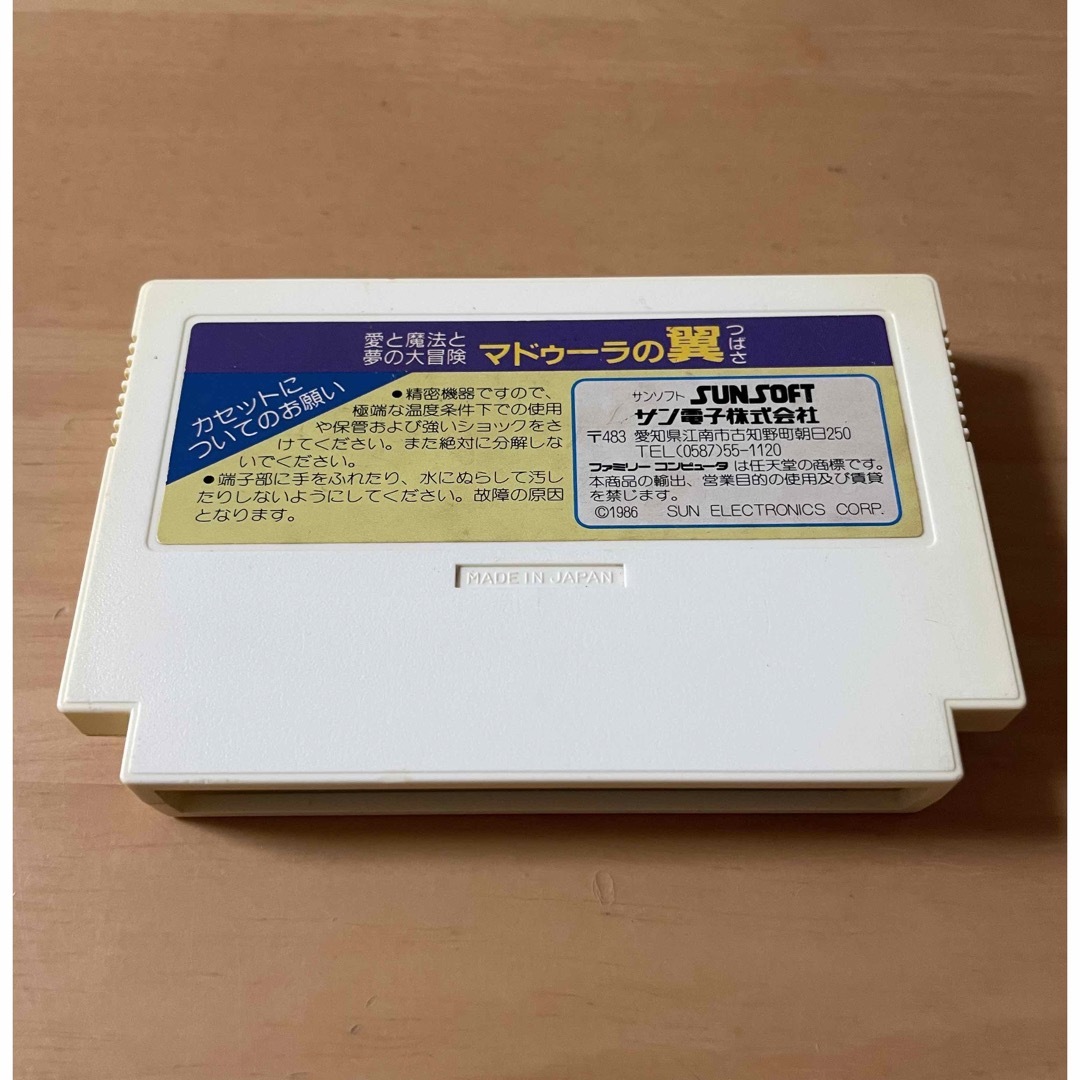 愛と魔法と
夢の大冒険 マドゥーラの翼 つばさ
カセットに
ついてのお願い
●精密機器ですので、
極端な温度条件下での使用
や保管および強いショックをさ
けてください。また絶対に分解しな
いでください。
●端子部に手をふれたり、水にぬらして汚し
たりしないようにしてください。故障の原因
となります。
サンソフト SUNSOFT
サン電子株式会社
〒483 愛知県江南市古知野町朝日250
TEL(0587)55-1120
ファミリーコンピュータ は任天堂の商標です。
本商品の輸出、営業目的の使用及び賃貸
を禁じます。
©1986 SUN ELECTRONICS CORP.
MADE IN JAPAN